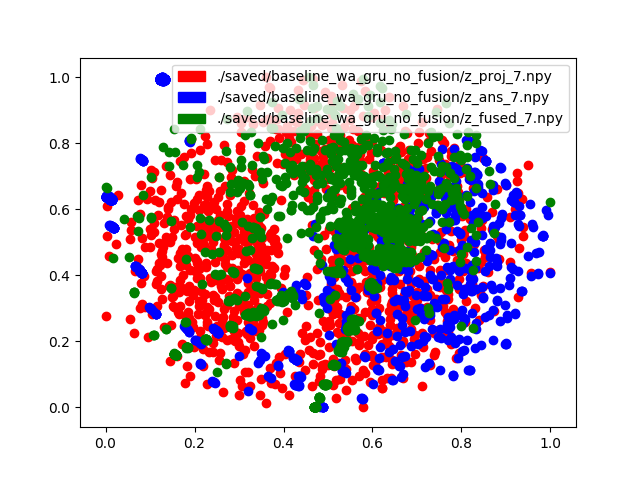 ./saved/baseline_wa_gru_no_fusion/z_proj_7.npy
./saved/baseline_wa_gru_no_fusion/z_ans_7.npy
./saved/baseline_wa_gru_no_fusion/z_fused_7.npy
1.0
0.8
0.6
0.4
0.2
0.0
0.0 0.2 0.4 0.6 0.8 1.0